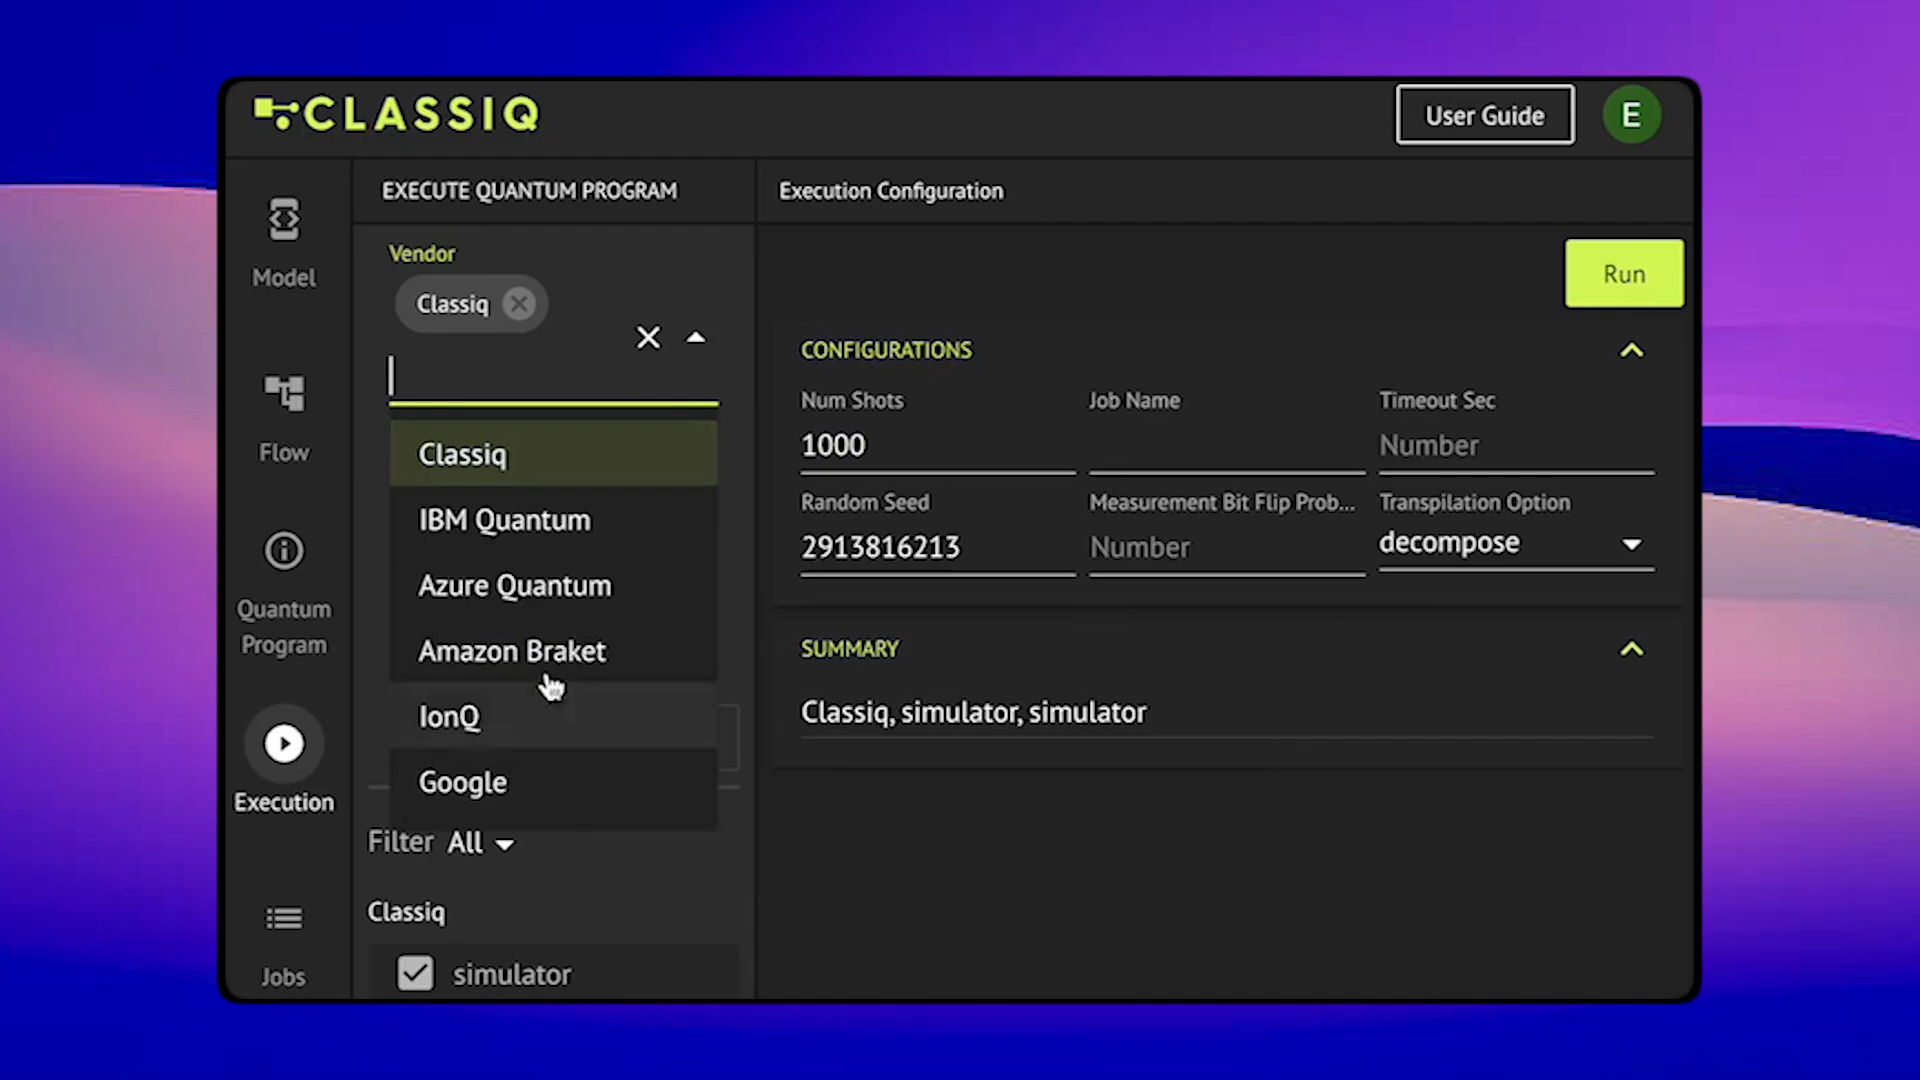 CLASSIQ
User Guide
E
EXECUTE QUANTUM PROGRAM
Execution Configuration
Model
Flow
Quantum
Program
Execution
Jobs
Vendor
Classiq
Classiq
IBM Quantum
Azure Quantum
Amazon Braket
IonQ
Google
Filter All
Classiq
simulator
Run
CONFIGURATIONS
Num Shots
1000
Job Name
Timeout Sec
Number
Random Seed
2913816213
Measurement Bit Flip Prob...
Number
Transpilation Option
decompose
SUMMARY
Classiq, simulator, simulator